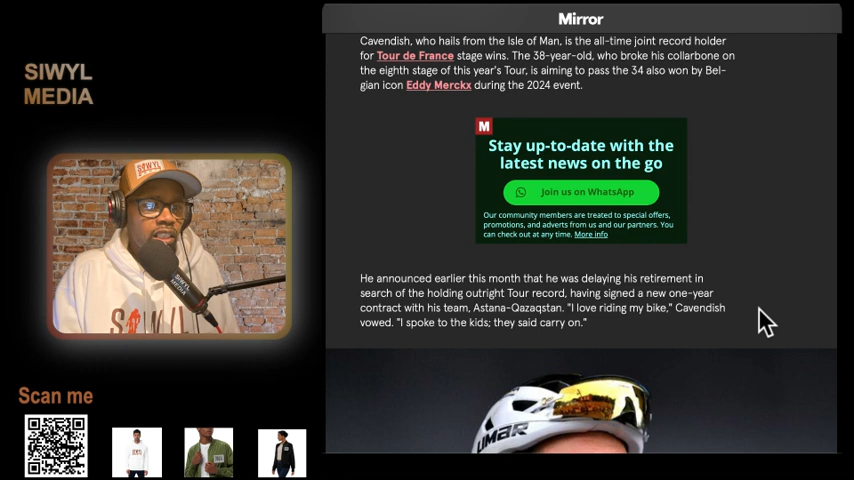 SIWYL
MEDIA
SIWYL
SIWYL
MEDIA
Scan me
Mirror
Cavendish, who hails from the Isle of Man, is the all-time joint record holder
for Tour de France stage wins. The 38-year-old, who broke his collarbone on
the eighth stage of this year's Tour, is aiming to pass the 34 also won by Bel-
gian icon Eddy Merckx during the 2024 event.
M
Stay up-to-date with the
latest news on the go
Join us on WhatsApp
Our community members are treated to special offers,
promotions, and adverts from us and our partners. You
can check out at any time. More info
He announced earlier this month that he was delaying his retirement in
search of the holding outright Tour record, having signed a new one-year
contract with his team, Astana-Qazaqstan. "I love riding my bike," Cavendish
vowed. "I spoke to the kids; they said carry on."
LIMAR